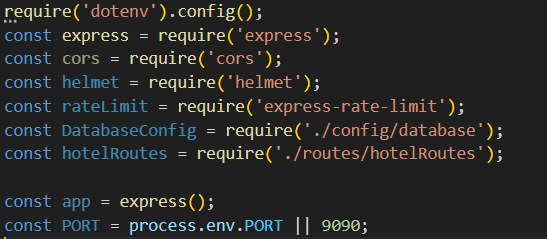 require('dotenv').config();
const express = require('express');
const cors = require('cors');
const helmet = require('helmet');
const rateLimit = require('express-rate-limit');
const DatabaseConfig = require('./config/database');
const hotelRoutes = require('./routes/hotelRoutes');
const app = express();
const PORT = process.env.PORT || 9090;